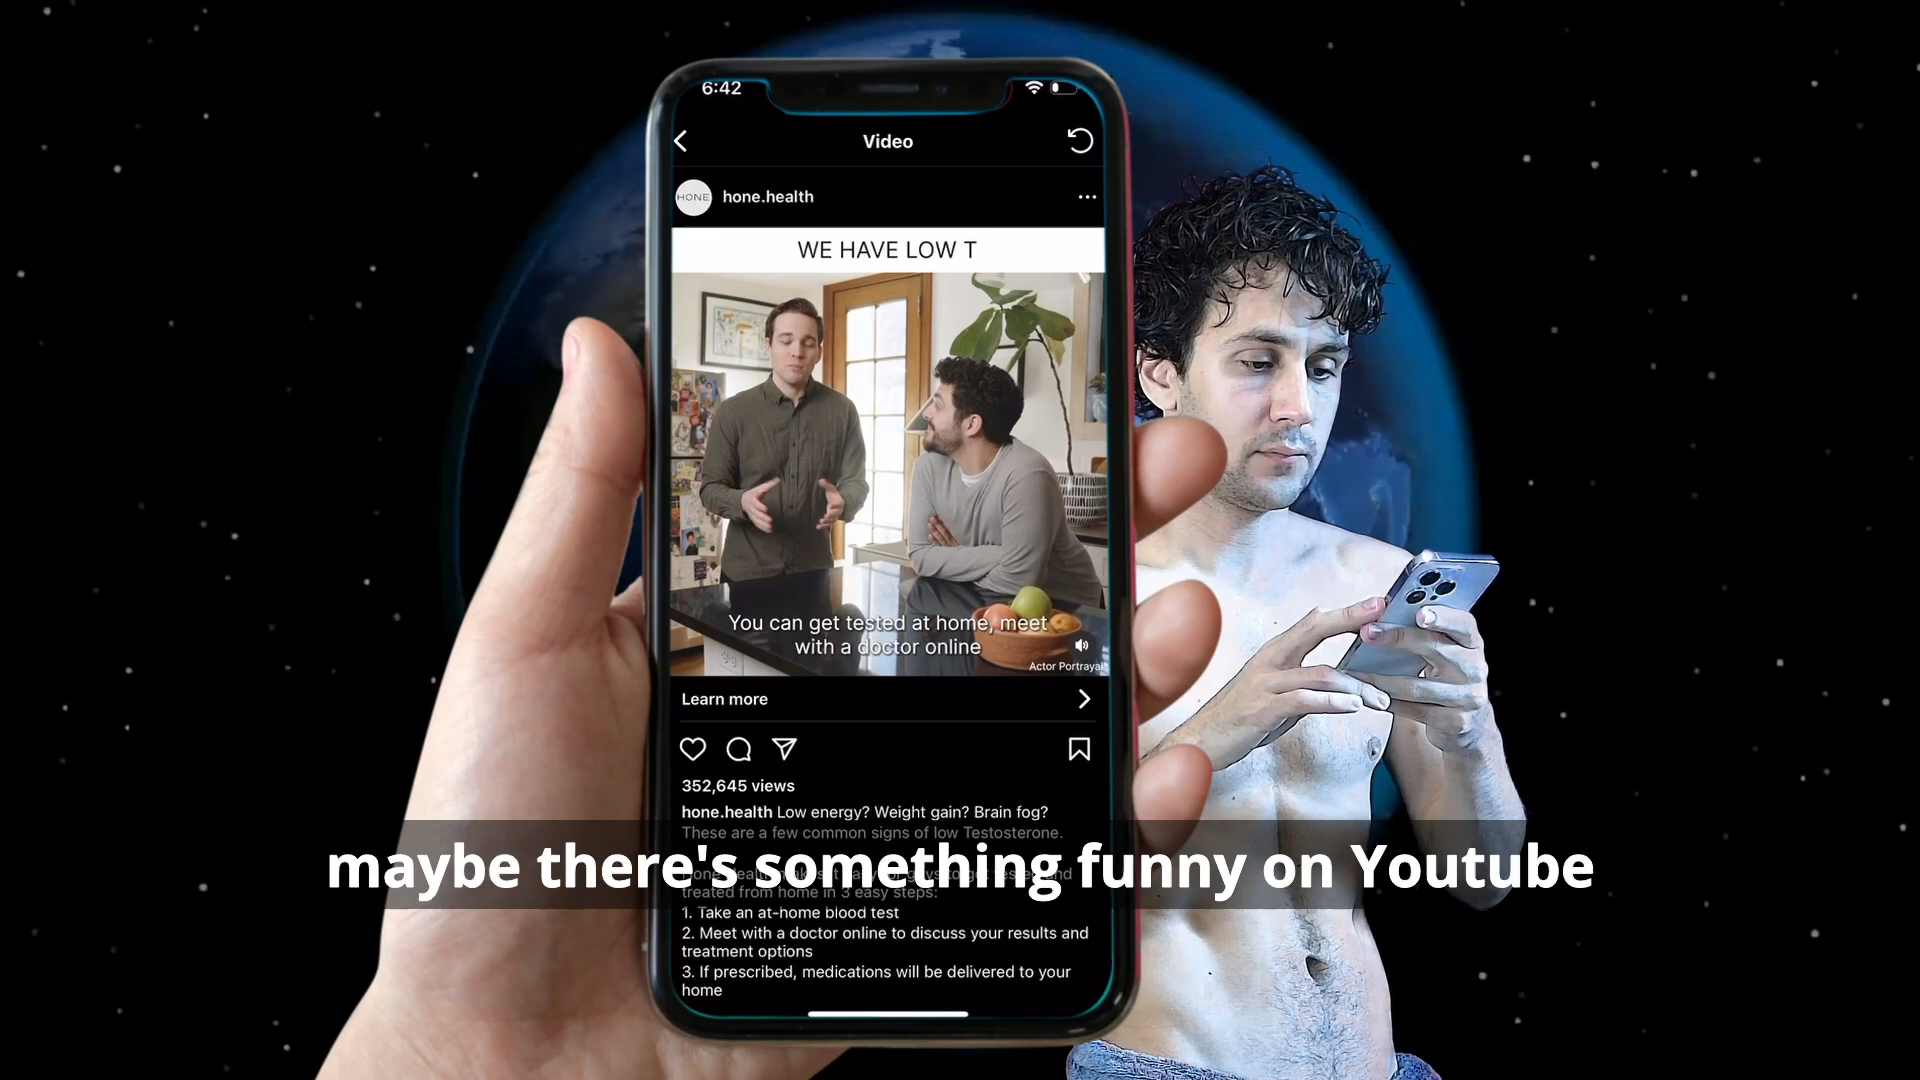 6:42
Video
HONE
hone.health
WE HAVE LOW T
You can get tested at home, meet
with a doctor online
Actor Portrayal
Learn more
352,645 views
hone.health Low energy? Weight gain? Brain fog?
These are a few common signs of low Testosterone.
maybe there's something funny on Youtube
treated from home in 3 easy steps:
1. Take an at-home blood test
2. Meet with a doctor online to discuss your results and
treatment options
3. If prescribed, medications will be delivered to your
home